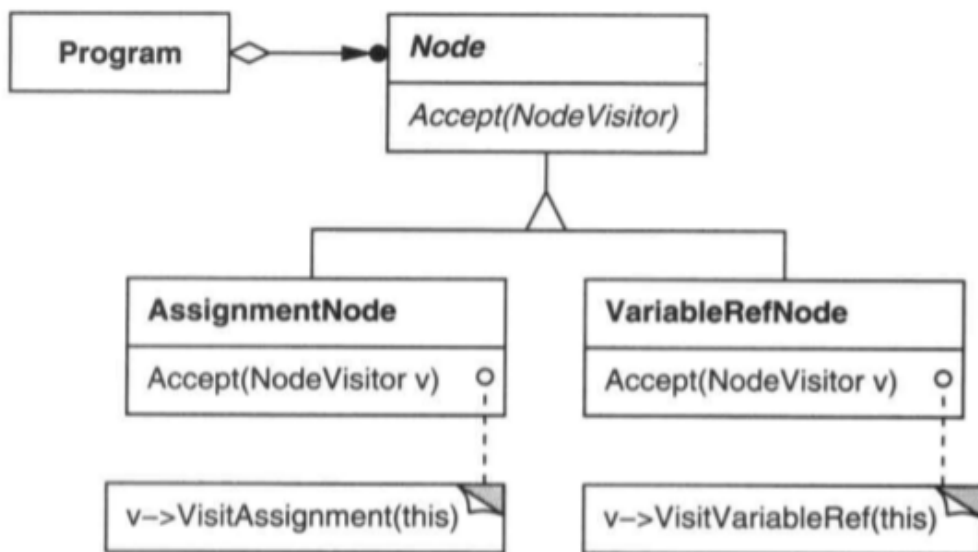 Program
Node
Accept(NodeVisitor)
AssignmentNode
Accept(NodeVisitor v)
VariableRefNode
Accept(NodeVisitor v)
v–>VisitAssignment(this)
v–>VisitVariableRef(this)